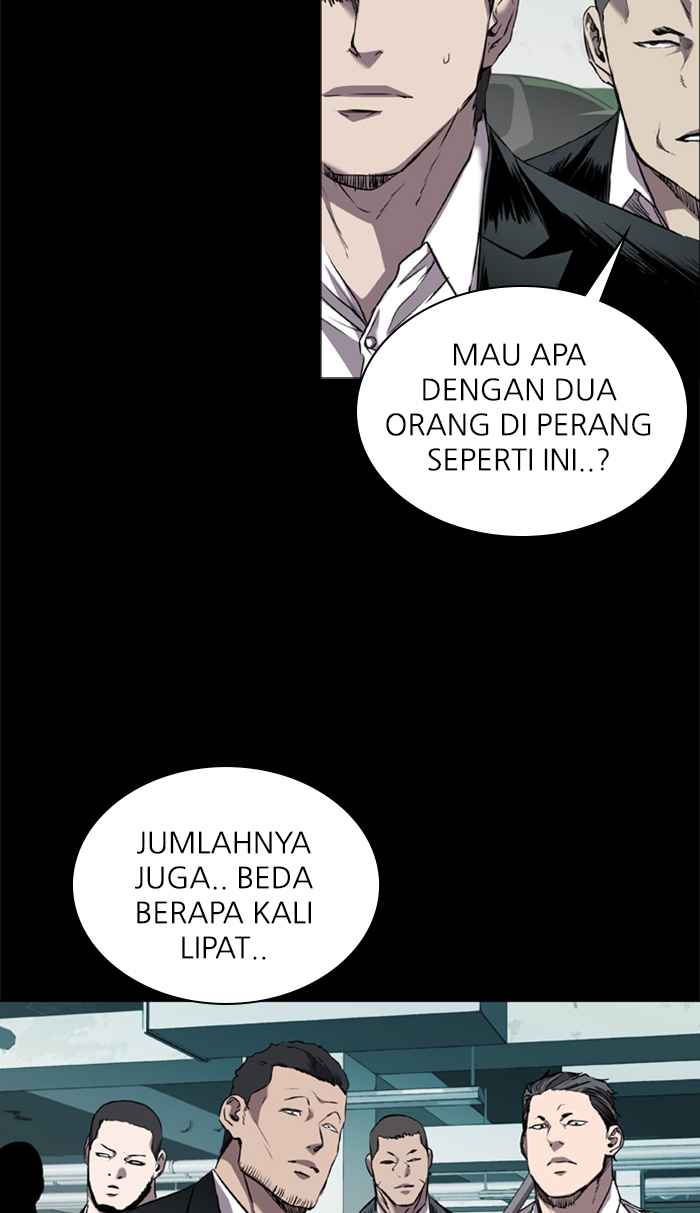 MAU APA
DENGAN DUA
ORANG DI PERANG
SEPERTI INI..?
JUMLAHNYA
JUGA.. BEDA
BERAPA KALI
LIPAT..